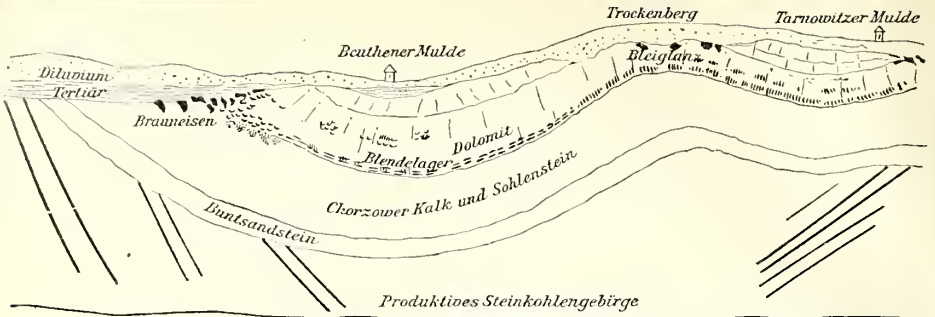 Trockenberg
Tarnowitzer Mulde
Beuthener Mulde
Bleiglanz
Diluvium
Tertiär
Brauneisen
Dolomit
Blendelager
Chorzower Kalk und Sohlenstein
Buntsandstein
Produktives Steinkohlengebirge